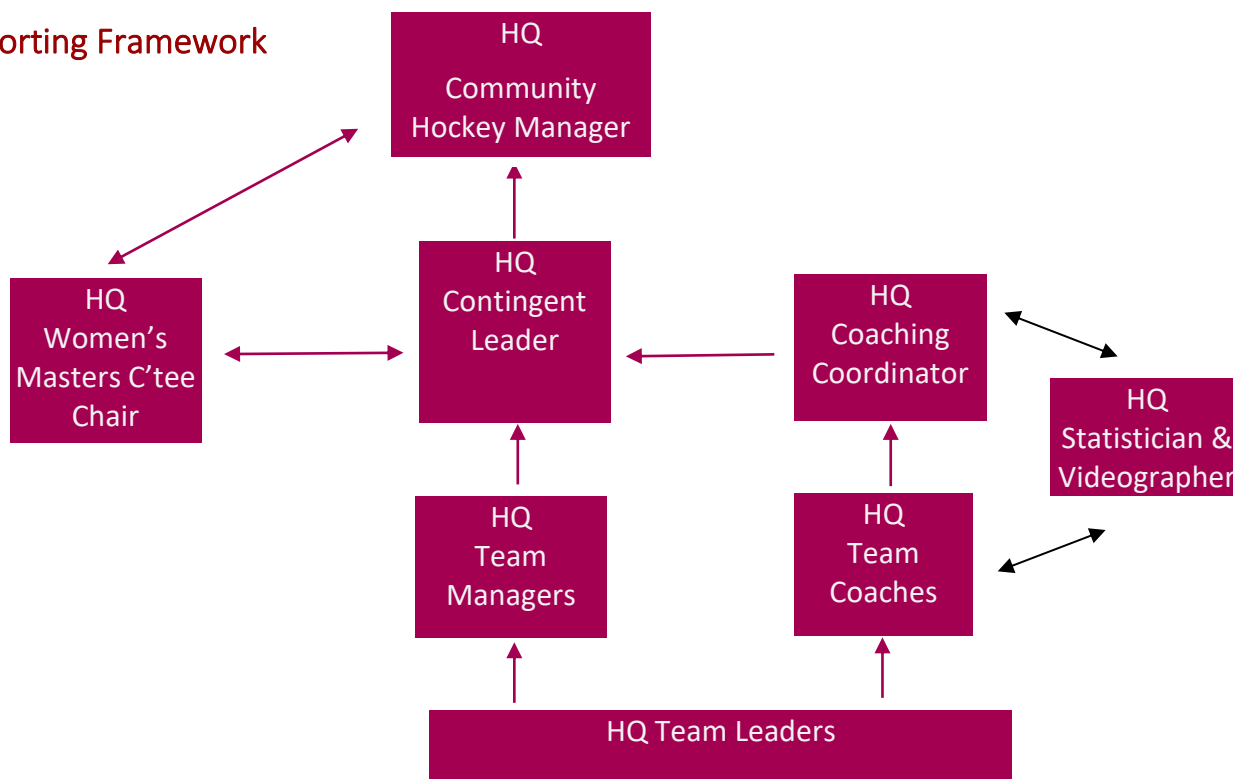 orting Framework
HQ
Community
Hockey Manager
HQ
Women’s
Masters C'tee
Chair
HQ
Contingent
Leader
HQ
Coaching
Coordinator
HQ
Statistician &
Videographer
HQ
Team
Managers
HQ
Team
Coaches
HQ Team Leaders